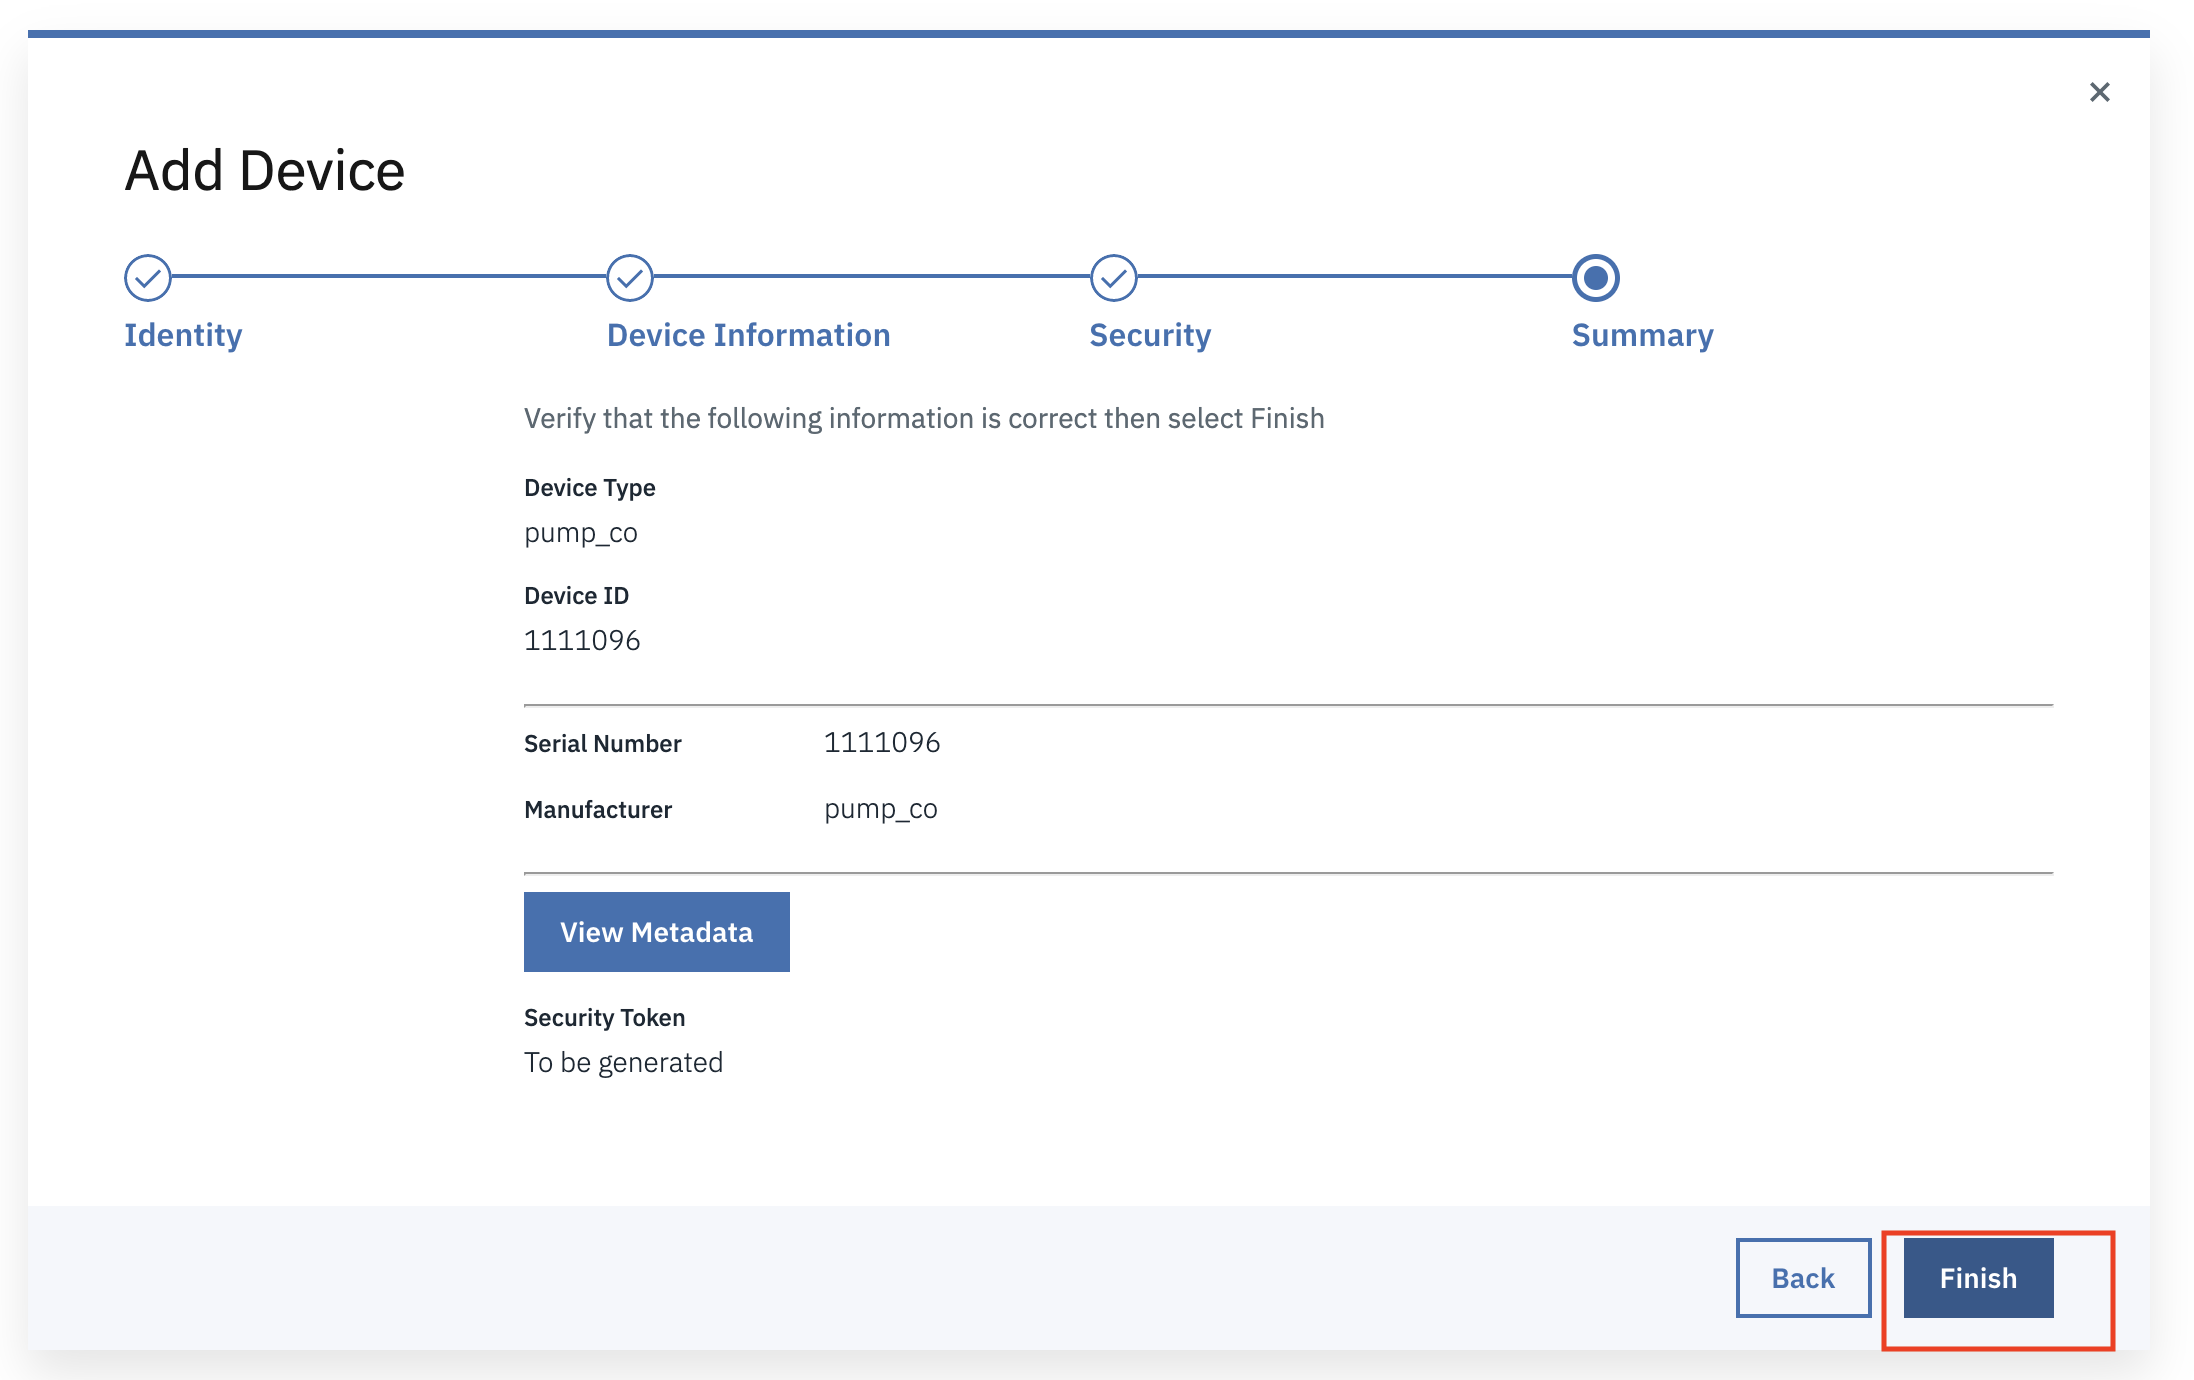 Add Device
Identity
Device Information
Security
Summary
Verify that the following information is correct then select Finish
Device Type
pump_co
Device ID
1111096
Serial Number 1111096
Manufacturer pump_co
View Metadata
Security Token
To be generated
Back
Finish